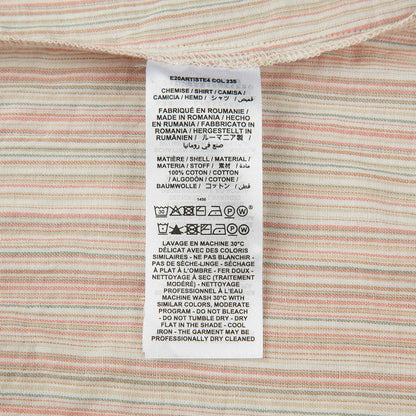 E20ARTISTE4 COL 235
CHEMISE / SHIRT / CAMISA /
CAMICIA / HEMD / シャツ / قميص
FABRIQUÉ EN ROUMANIE /
MADE IN ROMANIA / HECHO
EN RUMANIA / FABBRICATO IN
ROMANIA / HERGESTELLT IN
RUMÄNIEN / ルーマニア製 /
صنع في رومانيا
MATIÈRE / SHELL / MATERIAL /
MATERIA / STOFF / 素材 / مادة
100% COTON / COTTON
/ ALGODÓN / COTONE /
BAUMWOLLE / コットン / قطن
1456
30 P W
P W
LAVAGE EN MACHINE 30°C
DÉLICAT AVEC DES COLORIS
SIMILAIRES - NE PAS BLANCHIR -
PAS DE SÈCHE-LINGE - SÉCHAGE
À PLAT À L'OMBRE - FER DOUX -
NETTOYAGE À SEC (TRAITEMENT
MODÉRÉ) - NETTOYAGE
PROFESSIONNEL À L'EAU
MACHINE WASH 30°C WITH
SIMILAR COLORS, MODERATE
PROGRAM - DO NOT BLEACH
- DO NOT TUMBLE DRY - DRY
FLAT IN THE SHADE - COOL
IRON - THE GARMENT MAY BE
PROFESSIONALLY DRY CLEANED